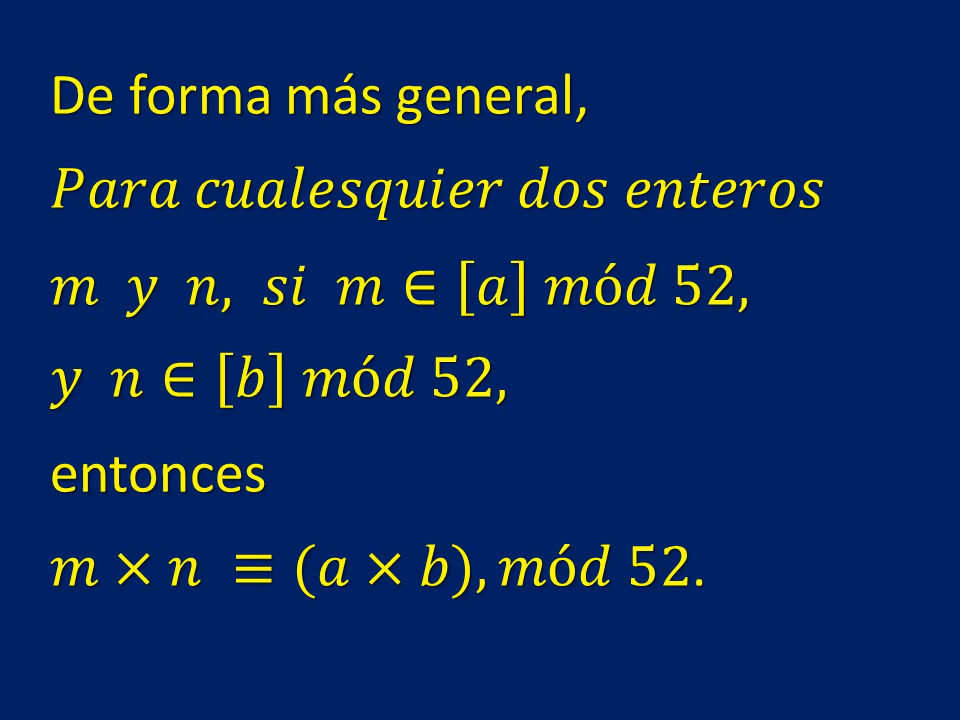 De forma más general,
Para cualesquier dos enteros
m y n, si m ∈ [a] mód 52,
y n ∈ [b] mód 52,
entonces
m × n ≡ (a × b), mód 52.